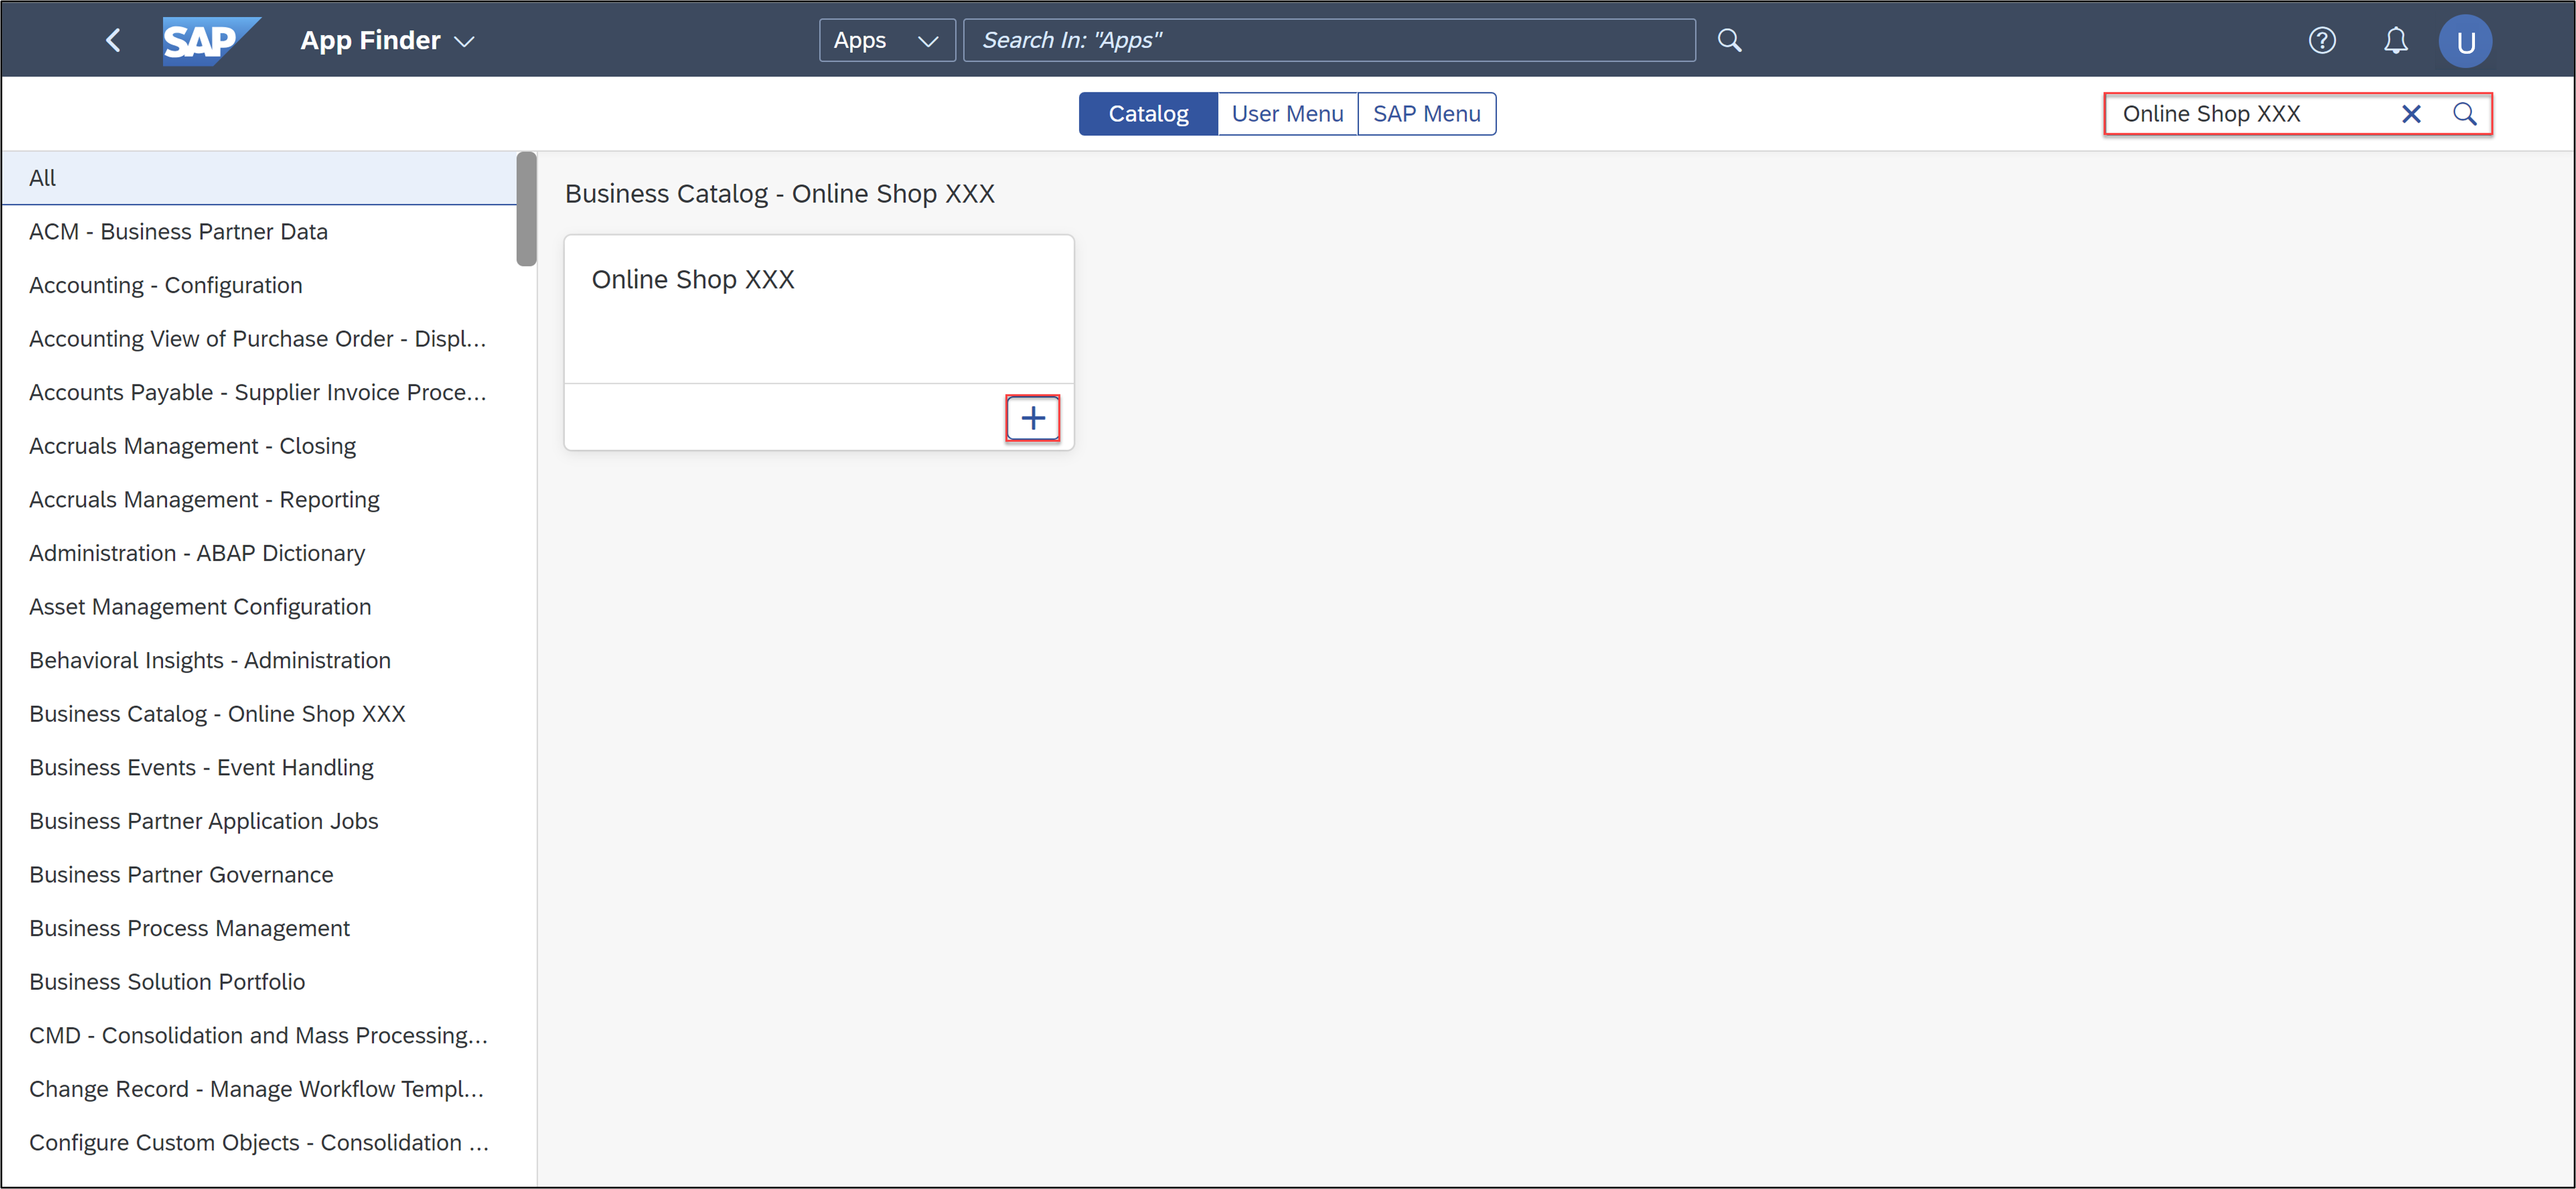 SAP App Finder Apps Search In: "Apps" U
Catalog User Menu SAP Menu Online Shop XXX
All
ACM - Business Partner Data
Accounting - Configuration
Accounting View of Purchase Order - Displ...
Accounts Payable - Supplier Invoice Proce...
Accruals Management - Closing
Accruals Management - Reporting
Administration - ABAP Dictionary
Asset Management Configuration
Behavioral Insights - Administration
Business Catalog - Online Shop XXX
Business Events - Event Handling
Business Partner Application Jobs
Business Partner Governance
Business Process Management
Business Solution Portfolio
CMD - Consolidation and Mass Processing...
Change Record - Manage Workflow Templ...
Configure Custom Objects - Consolidation ...
Business Catalog - Online Shop XXX
Online Shop XXX